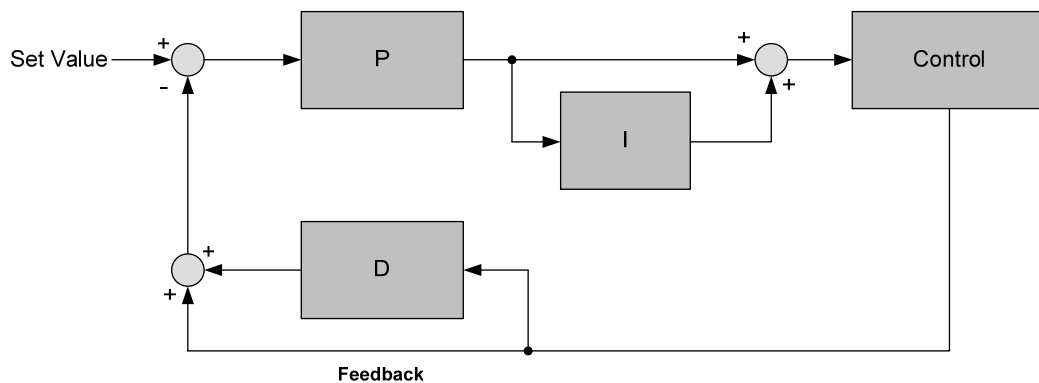 Set Value
+
-
P
+
+
Control
I
D
+
+
Feedback